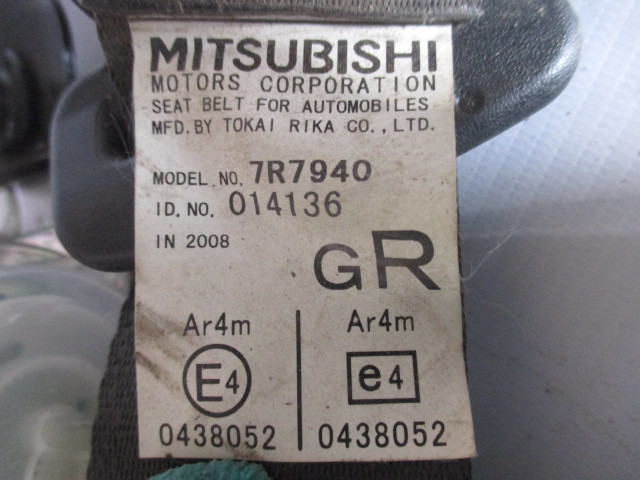 MITSUBISHI
MOTORS CORPORATION
SEAT BELT FOR AUTOMOBILES
MFD. BY TOKAI RIKA CO., LTD.
MODEL NO. 7R7940
ID. NO. 014136
IN 2008
GR
Ar4m Ar4m
E4 e4
0438052 0438052